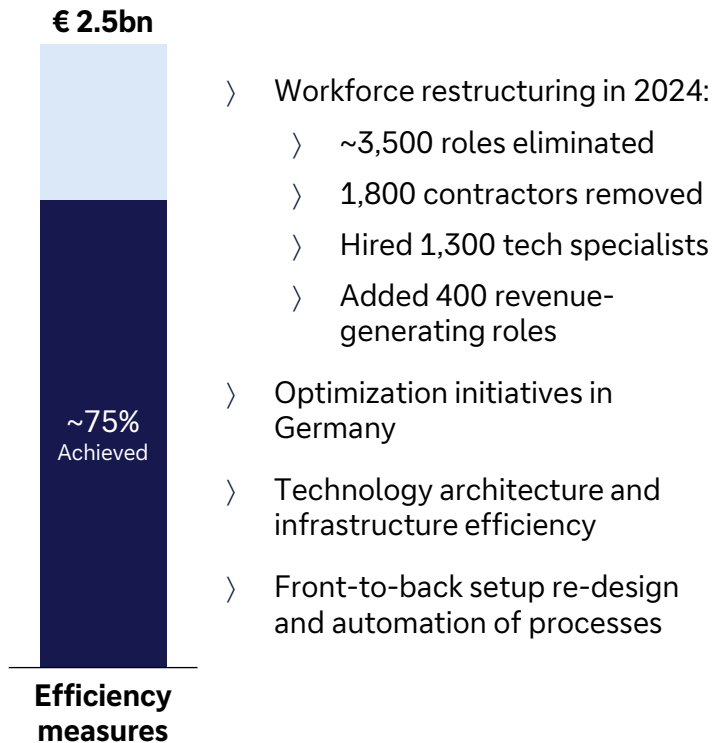 € 2.5bn
~75%
Achieved
Efficiency
measures
〉 Workforce restructuring in 2024:
〉 ~3,500 roles eliminated
〉 1,800 contractors removed
〉 Hired 1,300 tech specialists
〉 Added 400 revenue-
generating roles
〉 Optimization initiatives in
Germany
〉 Technology architecture and
infrastructure efficiency
〉 Front-to-back setup re-design
and automation of processes